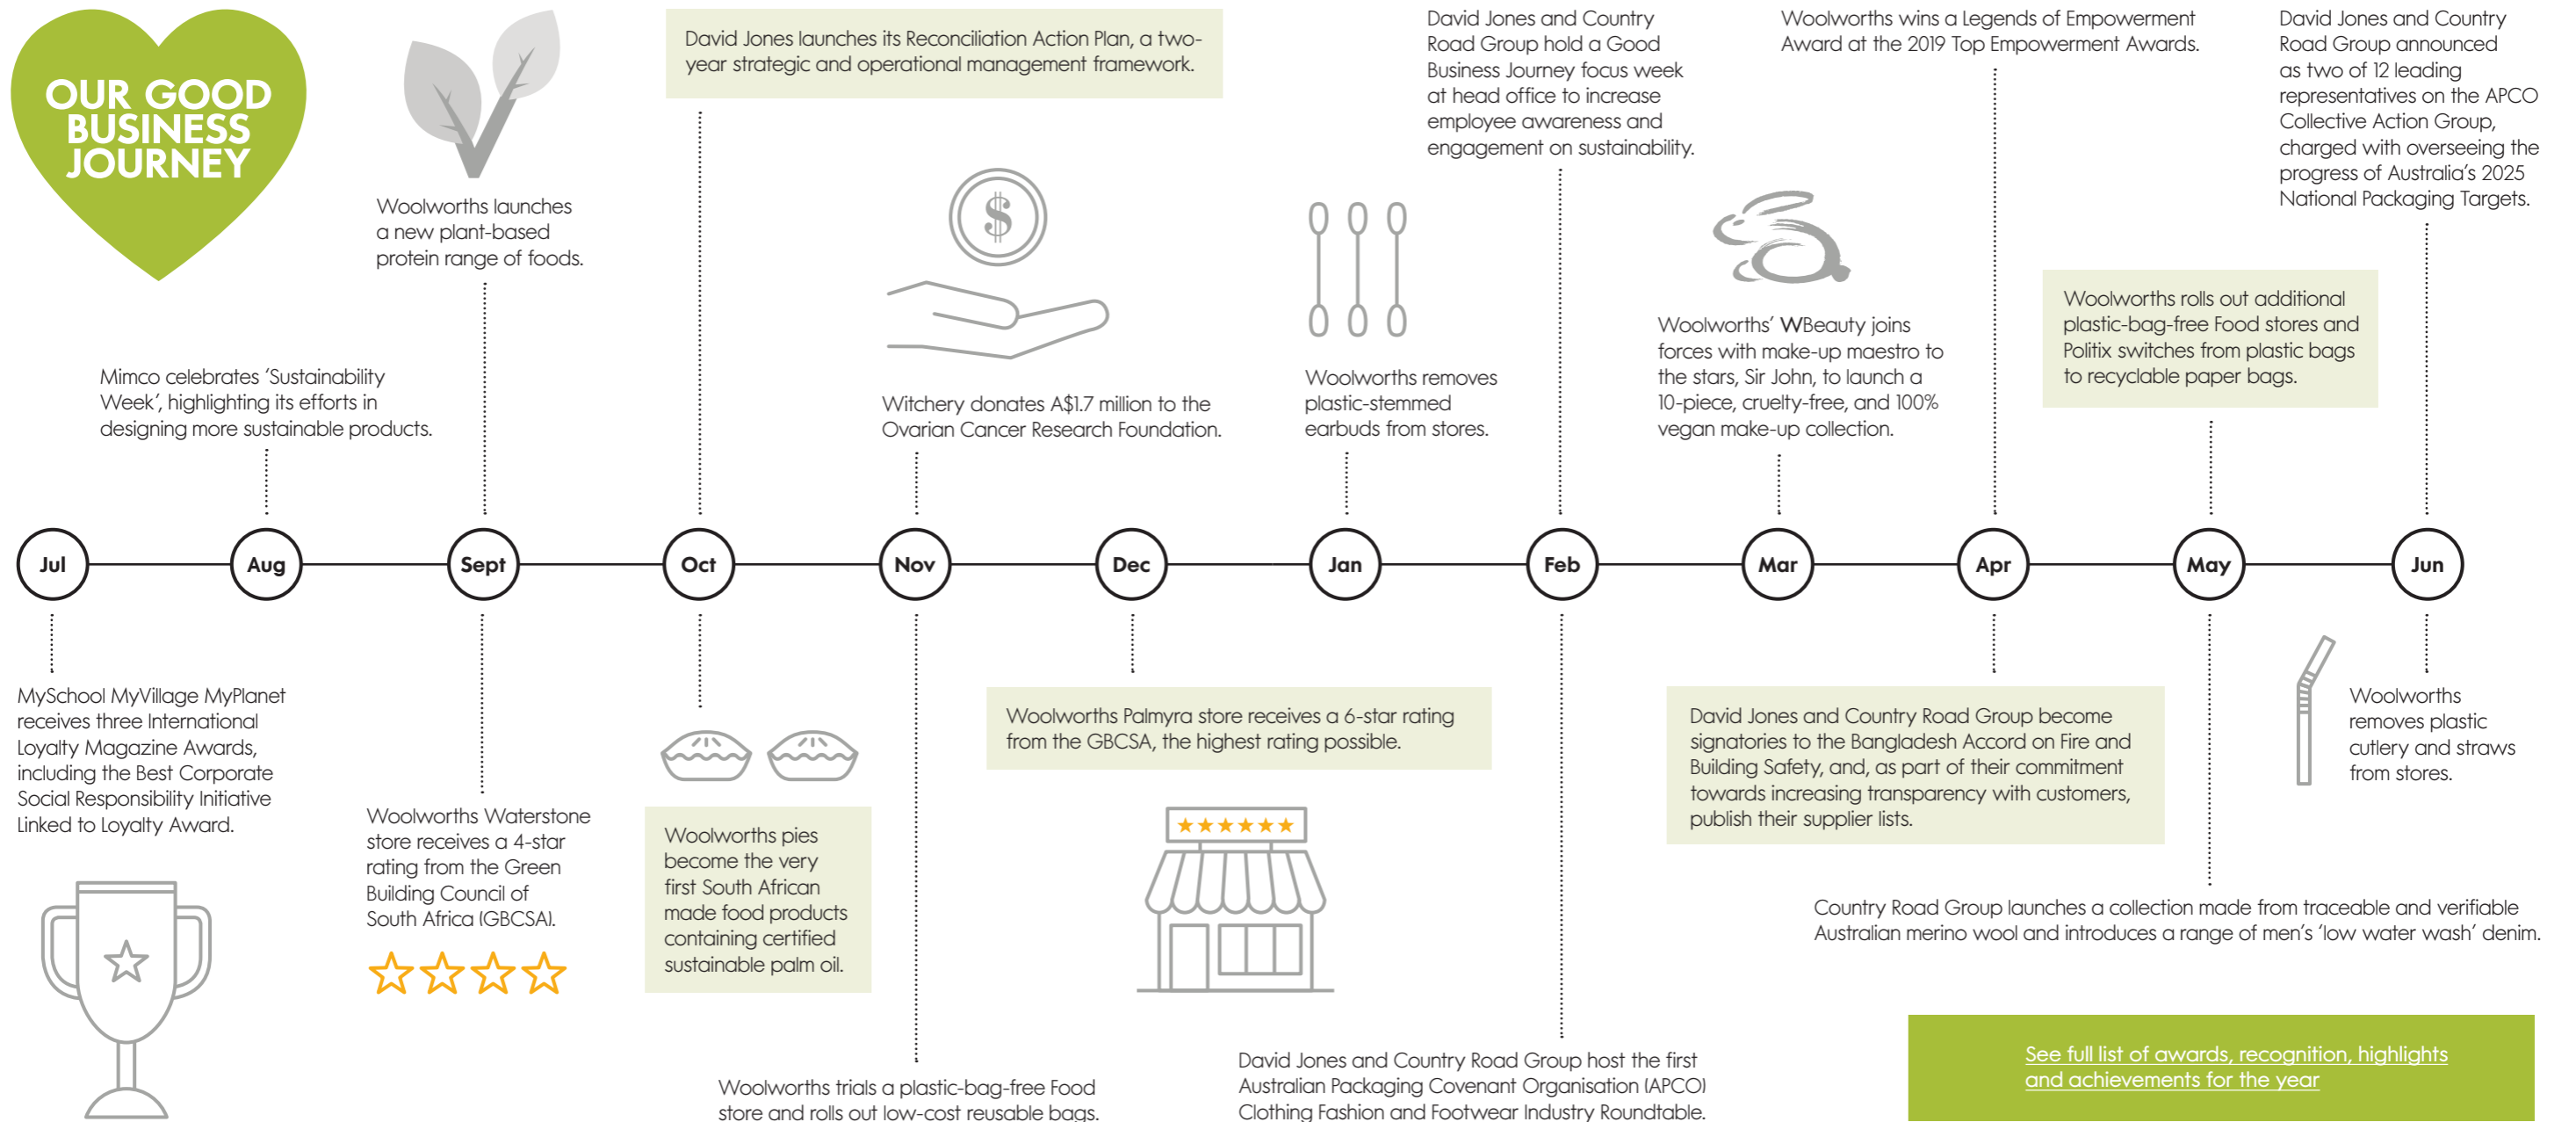 OUR GOOD
BUSINESS
JOURNEY
Mimco celebrates ‘Sustainability
Week’, highlighting its efforts in
designing more sustainable products.
Woolworths launches
a new plant-based
protein range of foods.
David Jones launches its Reconciliation Action Plan, a two-
year strategic and operational management framework.
$
Witchery donates A$1.7 million to the
Ovarian Cancer Research Foundation.
Woolworths removes
plastic-stemmed
earbuds from stores.
David Jones and Country
Road Group hold a Good
Business Journey focus week
at head office to increase
employee awareness and
engagement on sustainability.
Woolworths’ WBeauty joins
forces with make-up maestro to
the stars, Sir John, to launch a
10-piece, cruelty-free, and 100%
vegan make-up collection.
Woolworths wins a Legends of Empowerment
Award at the 2019 Top Empowerment Awards.
Woolworths rolls out additional
plastic-bag-free Food stores and
Politix switches from plastic bags
to recyclable paper bags.
David Jones and Country
Road Group announced
as two of 12 leading
representatives on the APCO
Collective Action Group,
charged with overseeing the
progress of Australia’s 2025
National Packaging Targets.
Jul
Aug
Sept
Oct
Nov
Dec
Jan
Feb
Mar
Apr
May
Jun
MySchool MyVillage MyPlanet
receives three International
Loyalty Magazine Awards,
including the Best Corporate
Social Responsibility Initiative
Linked to Loyalty Award.
Woolworths Waterstone
store receives a 4-star
rating from the Green
Building Council of
South Africa (GBCSA).
Woolworths pies
become the very
first South African
made food products
containing certified
sustainable palm oil.
Woolworths trials a plastic-bag-free Food
store and rolls out low-cost reusable bags.
Woolworths Palmyra store receives a 6-star rating
from the GBCSA, the highest rating possible.
David Jones and Country Road Group host the first
Australian Packaging Covenant Organisation (APCO)
Clothing Fashion and Footwear Industry Roundtable.
David Jones and Country Road Group become
signatories to the Bangladesh Accord on Fire and
Building Safety, and, as part of their commitment
towards increasing transparency with customers,
publish their supplier lists.
Country Road Group launches a collection made from traceable and verifiable
Australian merino wool and introduces a range of men’s ‘low water wash’ denim.
Woolworths
removes plastic
cutlery and straws
from stores.
See full list of awards, recognition, highlights
and achievements for the year